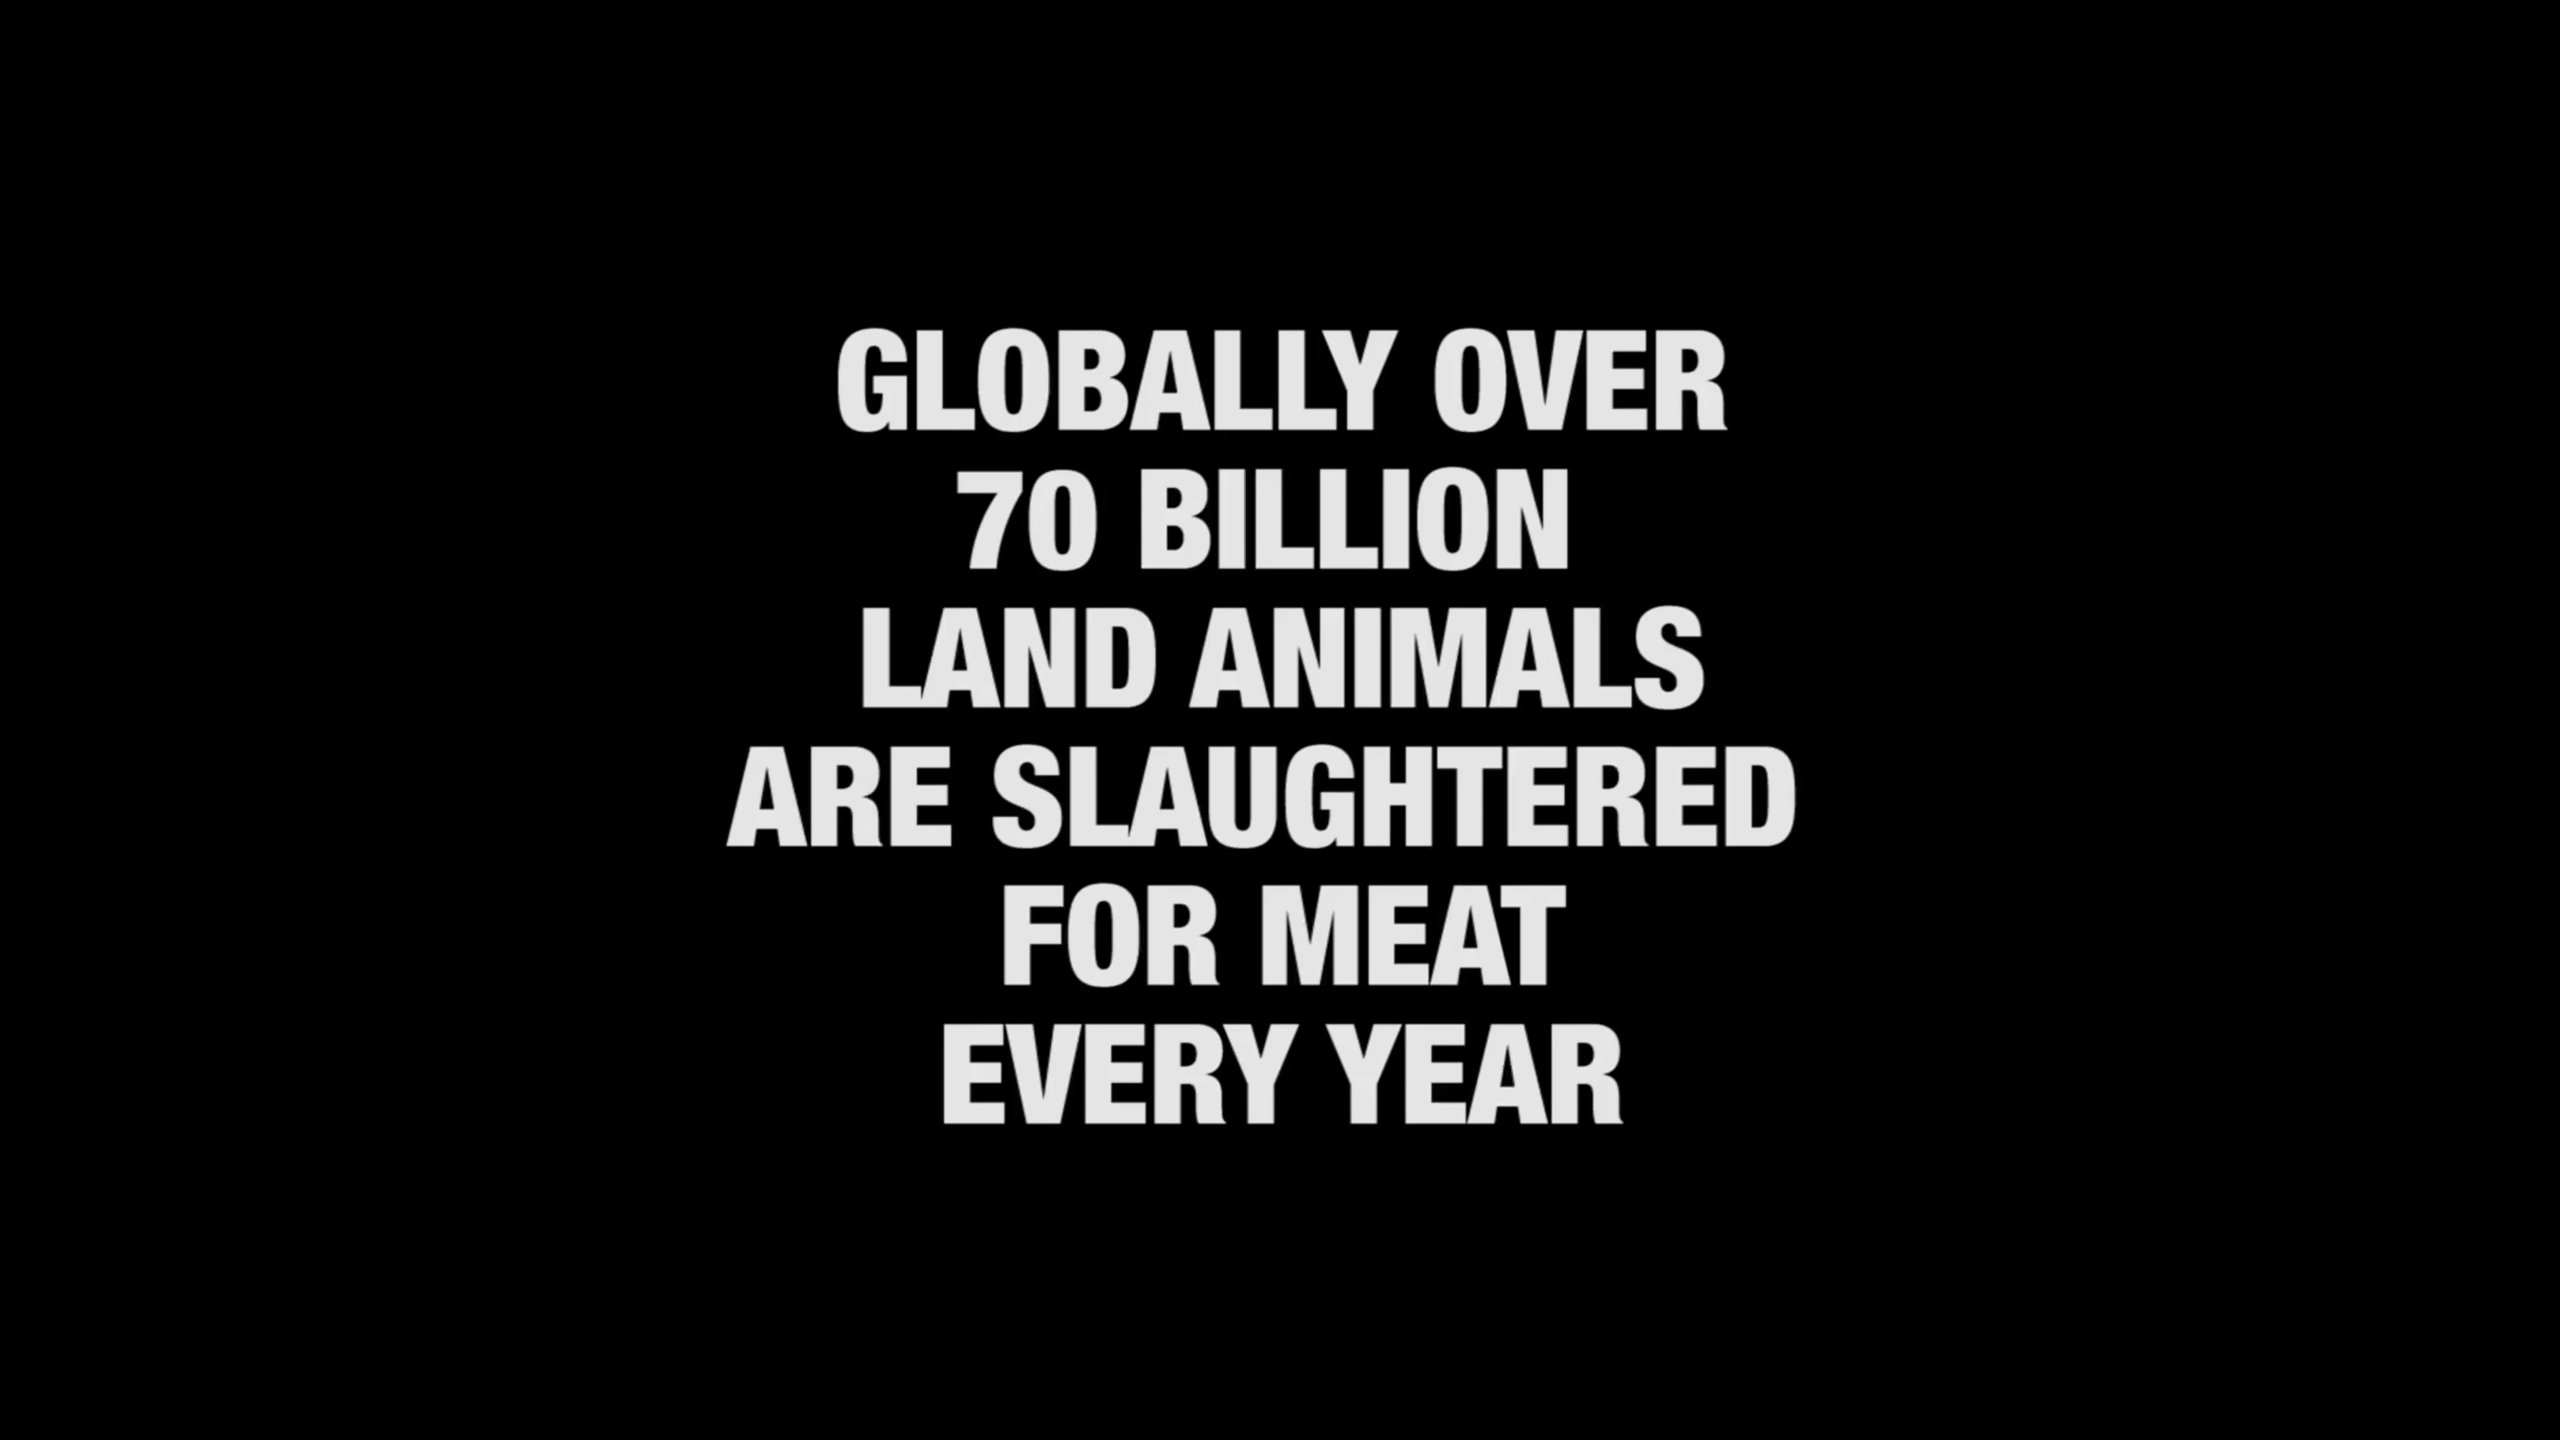 GLOBALLY OVER
70 BILLION
LAND ANIMALS
ARE SLAUGHTERED
FOR MEAT
EVERY YEAR